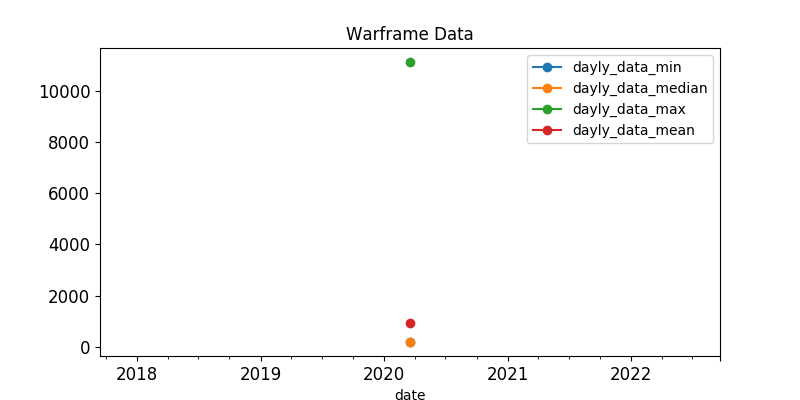 Warframe Data
dayly_data_min
dayly_data_median
dayly_data_max
dayly_data_mean
10000
8000
6000
4000
2000
0
2018 2019 2020 2021 2022
date